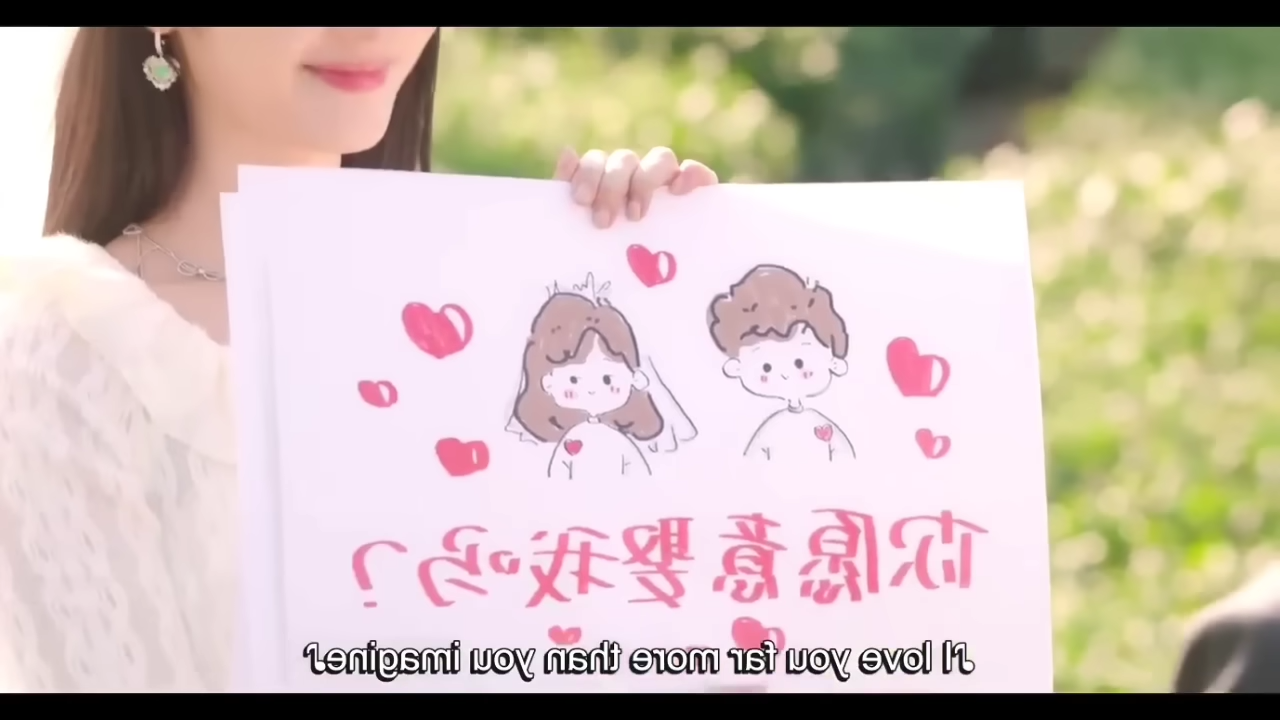 你愿意娶我吗?
♪I love you far more than you imagine♪